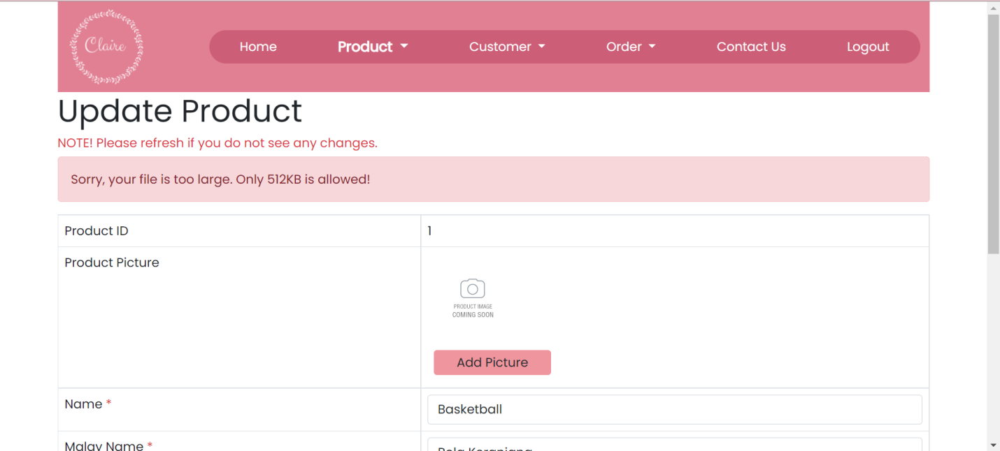 Claire
Home Product Customer Order Contact Us Logout
Update Product
NOTE! Please refresh if you do not see any changes.
Sorry, your file is too large. Only 512KB is allowed!
Product ID 1
Product Picture
PRODUCT IMAGE
COMING SOON
Add Picture
Name * Basketball
Malay Name * Bola Keranjang